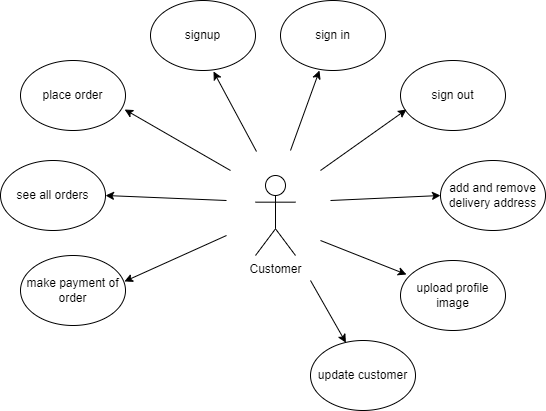 signup
sign in
place order
sign out
see all orders
add and remove
delivery address
Customer
make payment of
order
upload profile
image
update customer